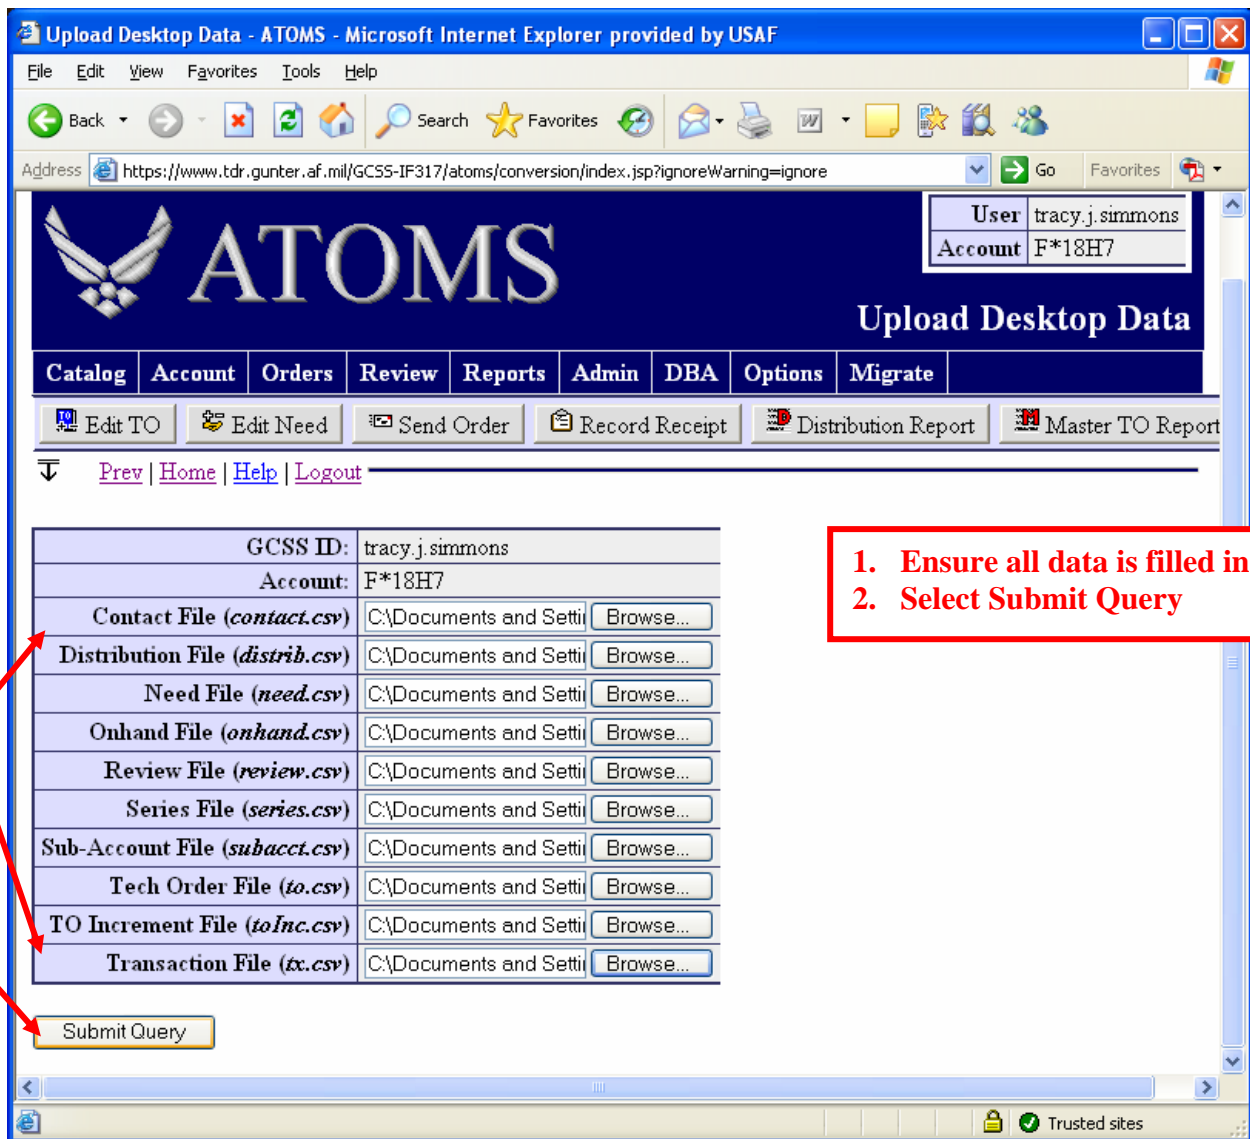 Upload Desktop Data - ATOMS - Microsoft Internet Explorer provided by USAF
File Edit View Favorites Tools Help
Back Search Favorites
Address https://www.tdr.gunter.af.mil/GCSS-IF317/atoms/conversion/index.jsp?ignoreWarning=ignore Go Favorites
ATOMS
User tracy.j.simmons
Account F*18H7
Upload Desktop Data
Catalog Account Orders Review Reports Admin DBA Options Migrate
Edit TO Edit Need Send Order Record Receipt Distribution Report Master TO Report
Prev | Home | Help | Logout
GCSS ID: tracy.j.simmons
Account: F*18H7
Contact File (contact.csv) C:\Documents and Setti Browse...
Distribution File (distrib.csv) C:\Documents and Setti Browse...
Need File (need.csv) C:\Documents and Setti Browse...
Onhand File (onhand.csv) C:\Documents and Setti Browse...
Review File (review.csv) C:\Documents and Setti Browse...
Series File (series.csv) C:\Documents and Setti Browse...
Sub-Account File (subacct.csv) C:\Documents and Setti Browse...
Tech Order File (to.csv) C:\Documents and Setti Browse...
TO Increment File (toInc.csv) C:\Documents and Setti Browse...
Transaction File (tx.csv) C:\Documents and Setti Browse...
1. Ensure all data is filled in
2. Select Submit Query
Submit Query
Trusted sites